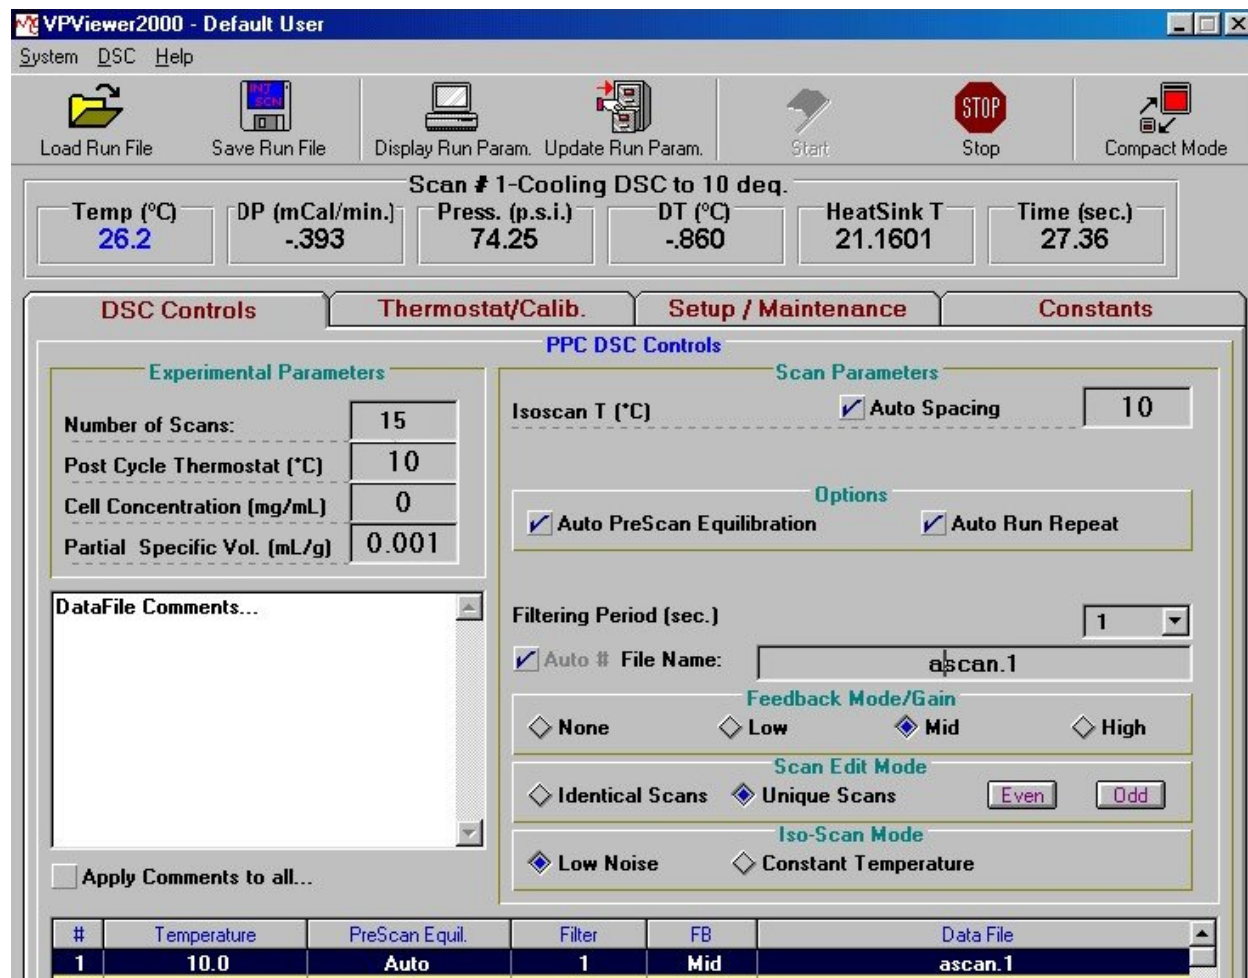 VPViewer2000 - Default User
System DSC Help
INJ
SCN
STOP
Load Run File Save Run File Display Run Param. Update Run Param. Start Stop Compact Mode
Scan # 1-Cooling DSC to 10 deq.
Temp (°C) DP (mCal/min.) Press. (p.s.i.) DT (°C) HeatSink T Time (sec.)
26.2 -.393 74.25 -.860 21.1601 27.36
DSC Controls Thermostat/Calib. Setup / Maintenance Constants
PPC DSC Controls
Experimental Parameters
Number of Scans: 15
Post Cycle Thermostat (°C) 10
Cell Concentration (mg/mL) 0
Partial Specific Vol. (mL/g) 0.001
DataFile Comments...
Apply Comments to all...
Scan Parameters
Isoscan T (°C) Auto Spacing 10
Options
Auto PreScan Equilibration Auto Run Repeat
Filtering Period (sec.) 1
Auto # File Name: ascan.1
Feedback Mode/Gain
None Low Mid High
Scan Edit Mode
Identical Scans Unique Scans Even Odd
Iso-Scan Mode
Low Noise Constant Temperature
# Temperature PreScan Equil. Filter FB Data File
1 10.0 Auto 1 Mid ascan.1